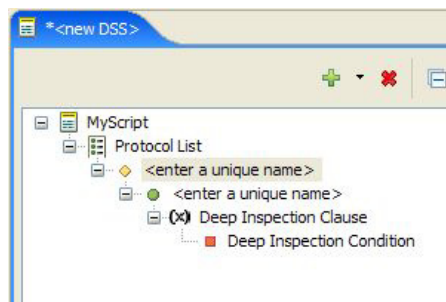 *<new DSS>
MyScript
Protocol List
<enter a unique name>
<enter a unique name>
(x) Deep Inspection Clause
Deep Inspection Condition